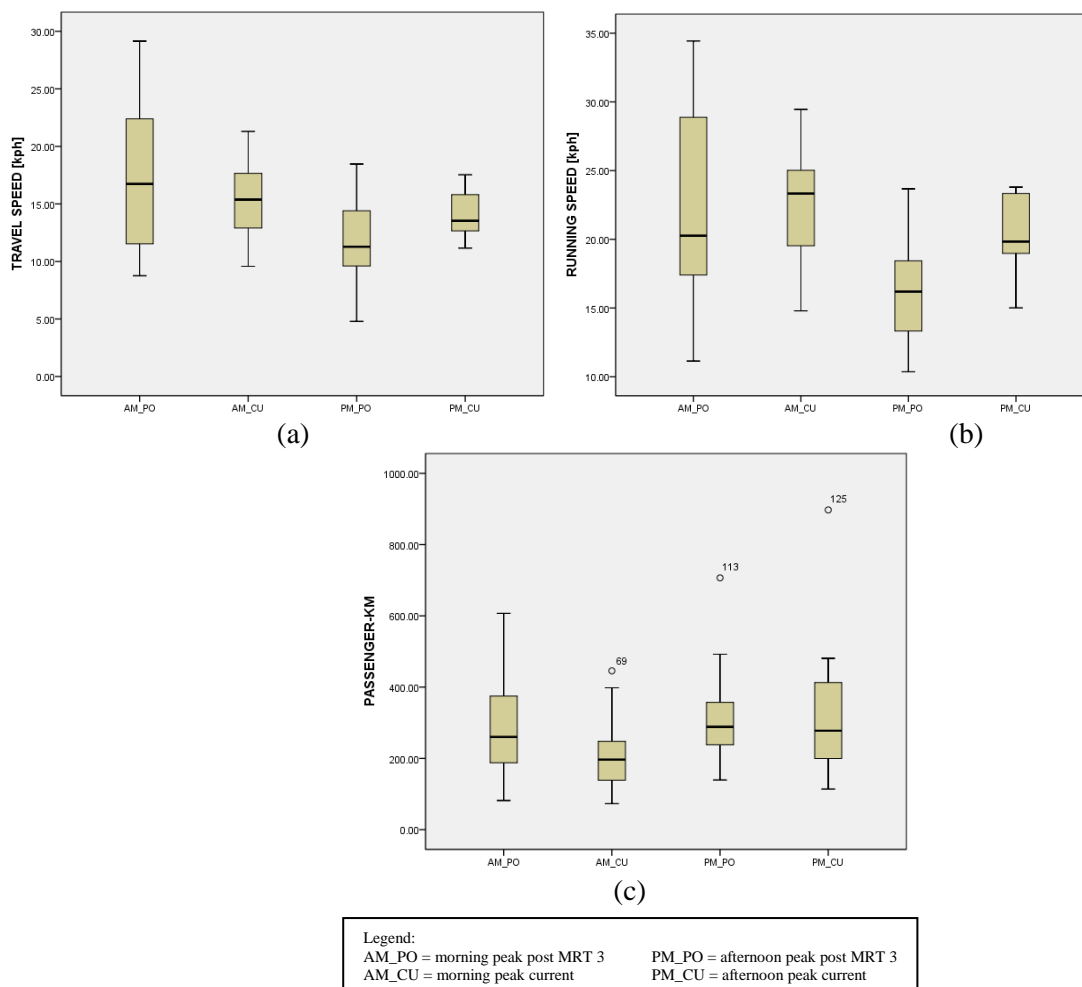 TRAVEL SPEED [kph]
30.00
25.00
20.00
15.00
10.00
5.00
0.00
AM_PO AM_CU PM_PO PM_CU
(a)
RUNNING SPEED [kph]
35.00
30.00
25.00
20.00
15.00
10.00
AM_PO AM_CU PM_PO PM_CU
(b)
PASSENGER-KM
1000.00
800.00
600.00
400.00
200.00
0.00
125
113
69
AM_PO AM_CU PM_PO PM_CU
(c)
Legend:
AM_PO = morning peak post MRT 3 PM_PO = afternoon peak post MRT 3
AM_CU = morning peak current PM_CU = afternoon peak current